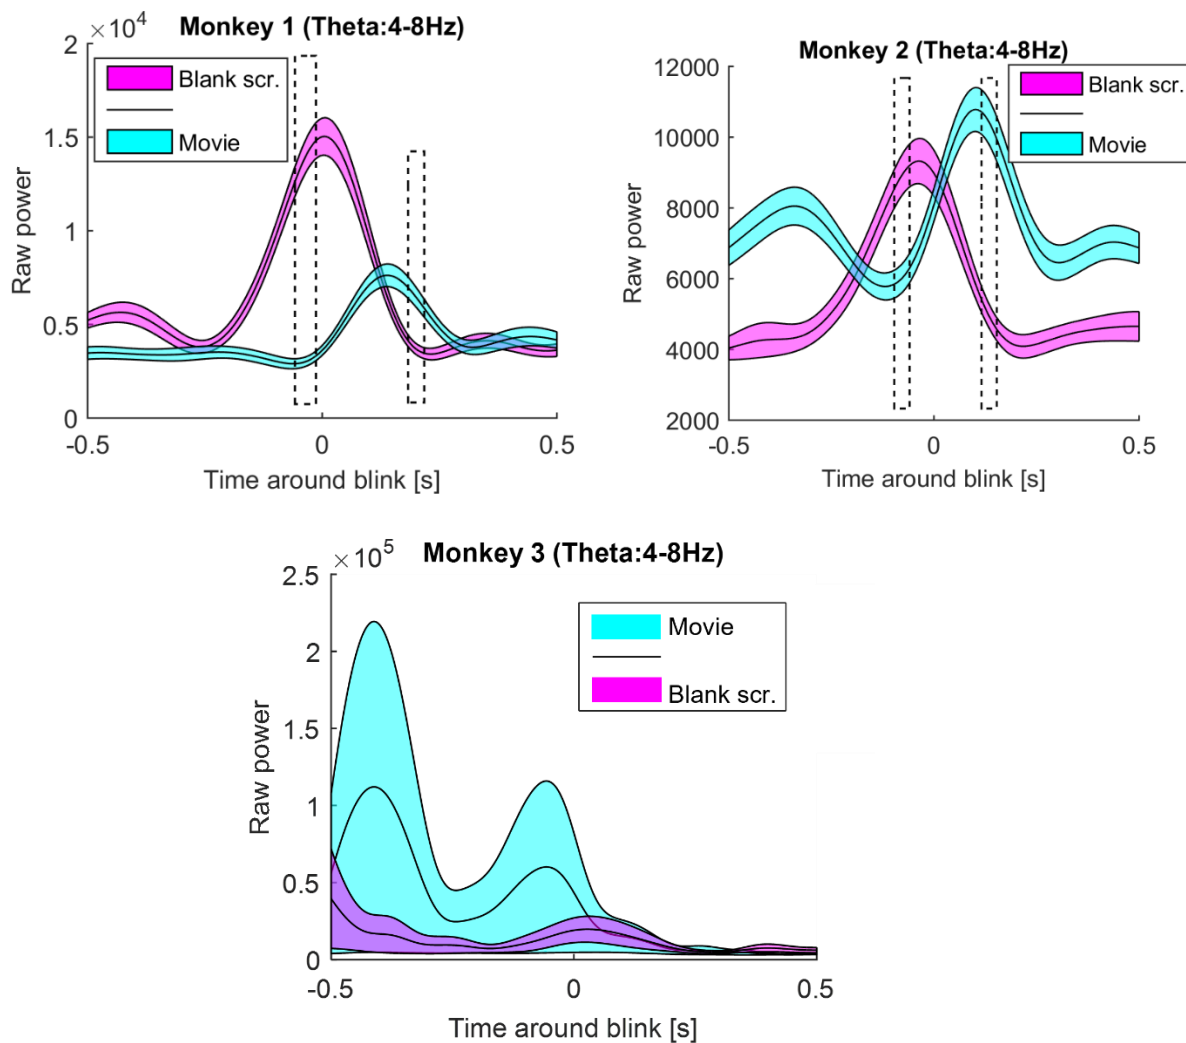 ×10⁴
Monkey 1 (Theta:4-8Hz)
2
1.5
1
0.5
0
Raw power
Blank scr.
Movie
-0.5
0
0.5
Time around blink [s]
Monkey 2 (Theta:4-8Hz)
12000
10000
8000
6000
4000
2000
Raw power
Blank scr.
Movie
-0.5
0
0.5
Time around blink [s]
×10⁵
Monkey 3 (Theta:4-8Hz)
2.5
2
1.5
1
0.5
0
Raw power
Movie
Blank scr.
-0.5
0
0.5
Time around blink [s]